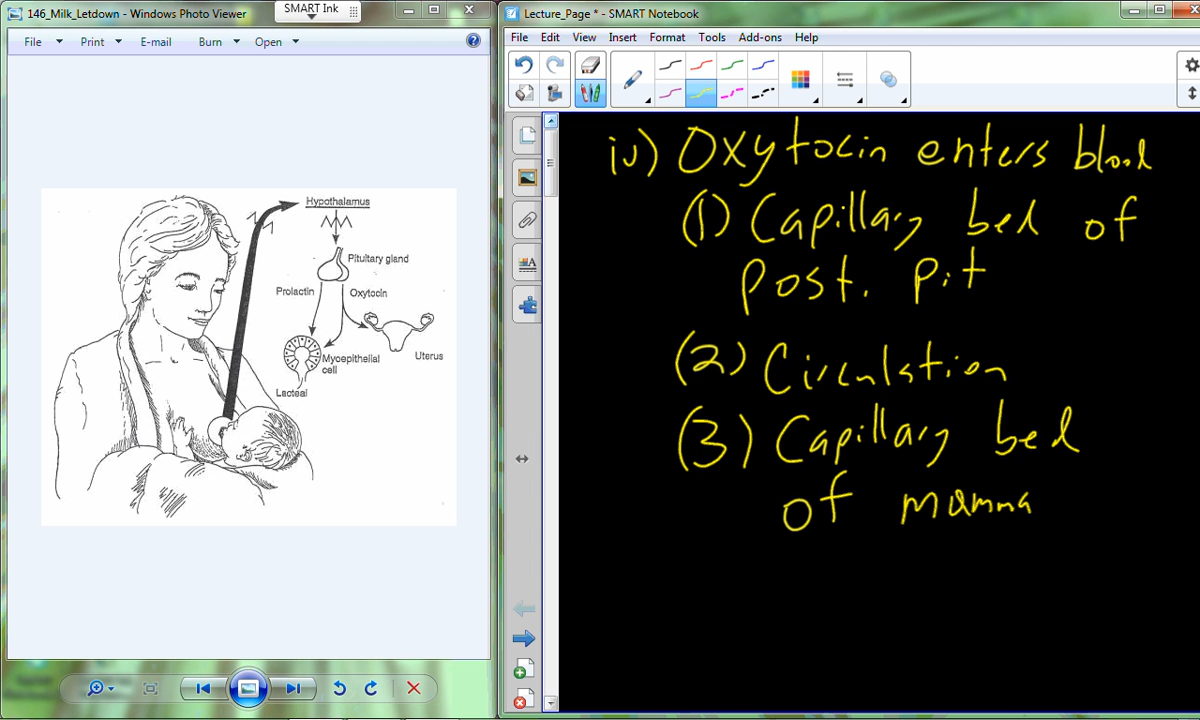 146_Milk_Letdown - Windows Photo Viewer
SMART Ink
File Print E-mail Burn Open
Hypothalamus
Pitultary gland
Prolactin Oxytocin
Uterus
Myoepithelial
cell
Lacteal
Lecture_Page * - SMART Notebook
File Edit View Insert Format Tools Add-ons Help
iv) Oxytocin enters blood
(1) Capillary bed of
post. pit
(2) Circulation
(3) Capillary bed
of mamma